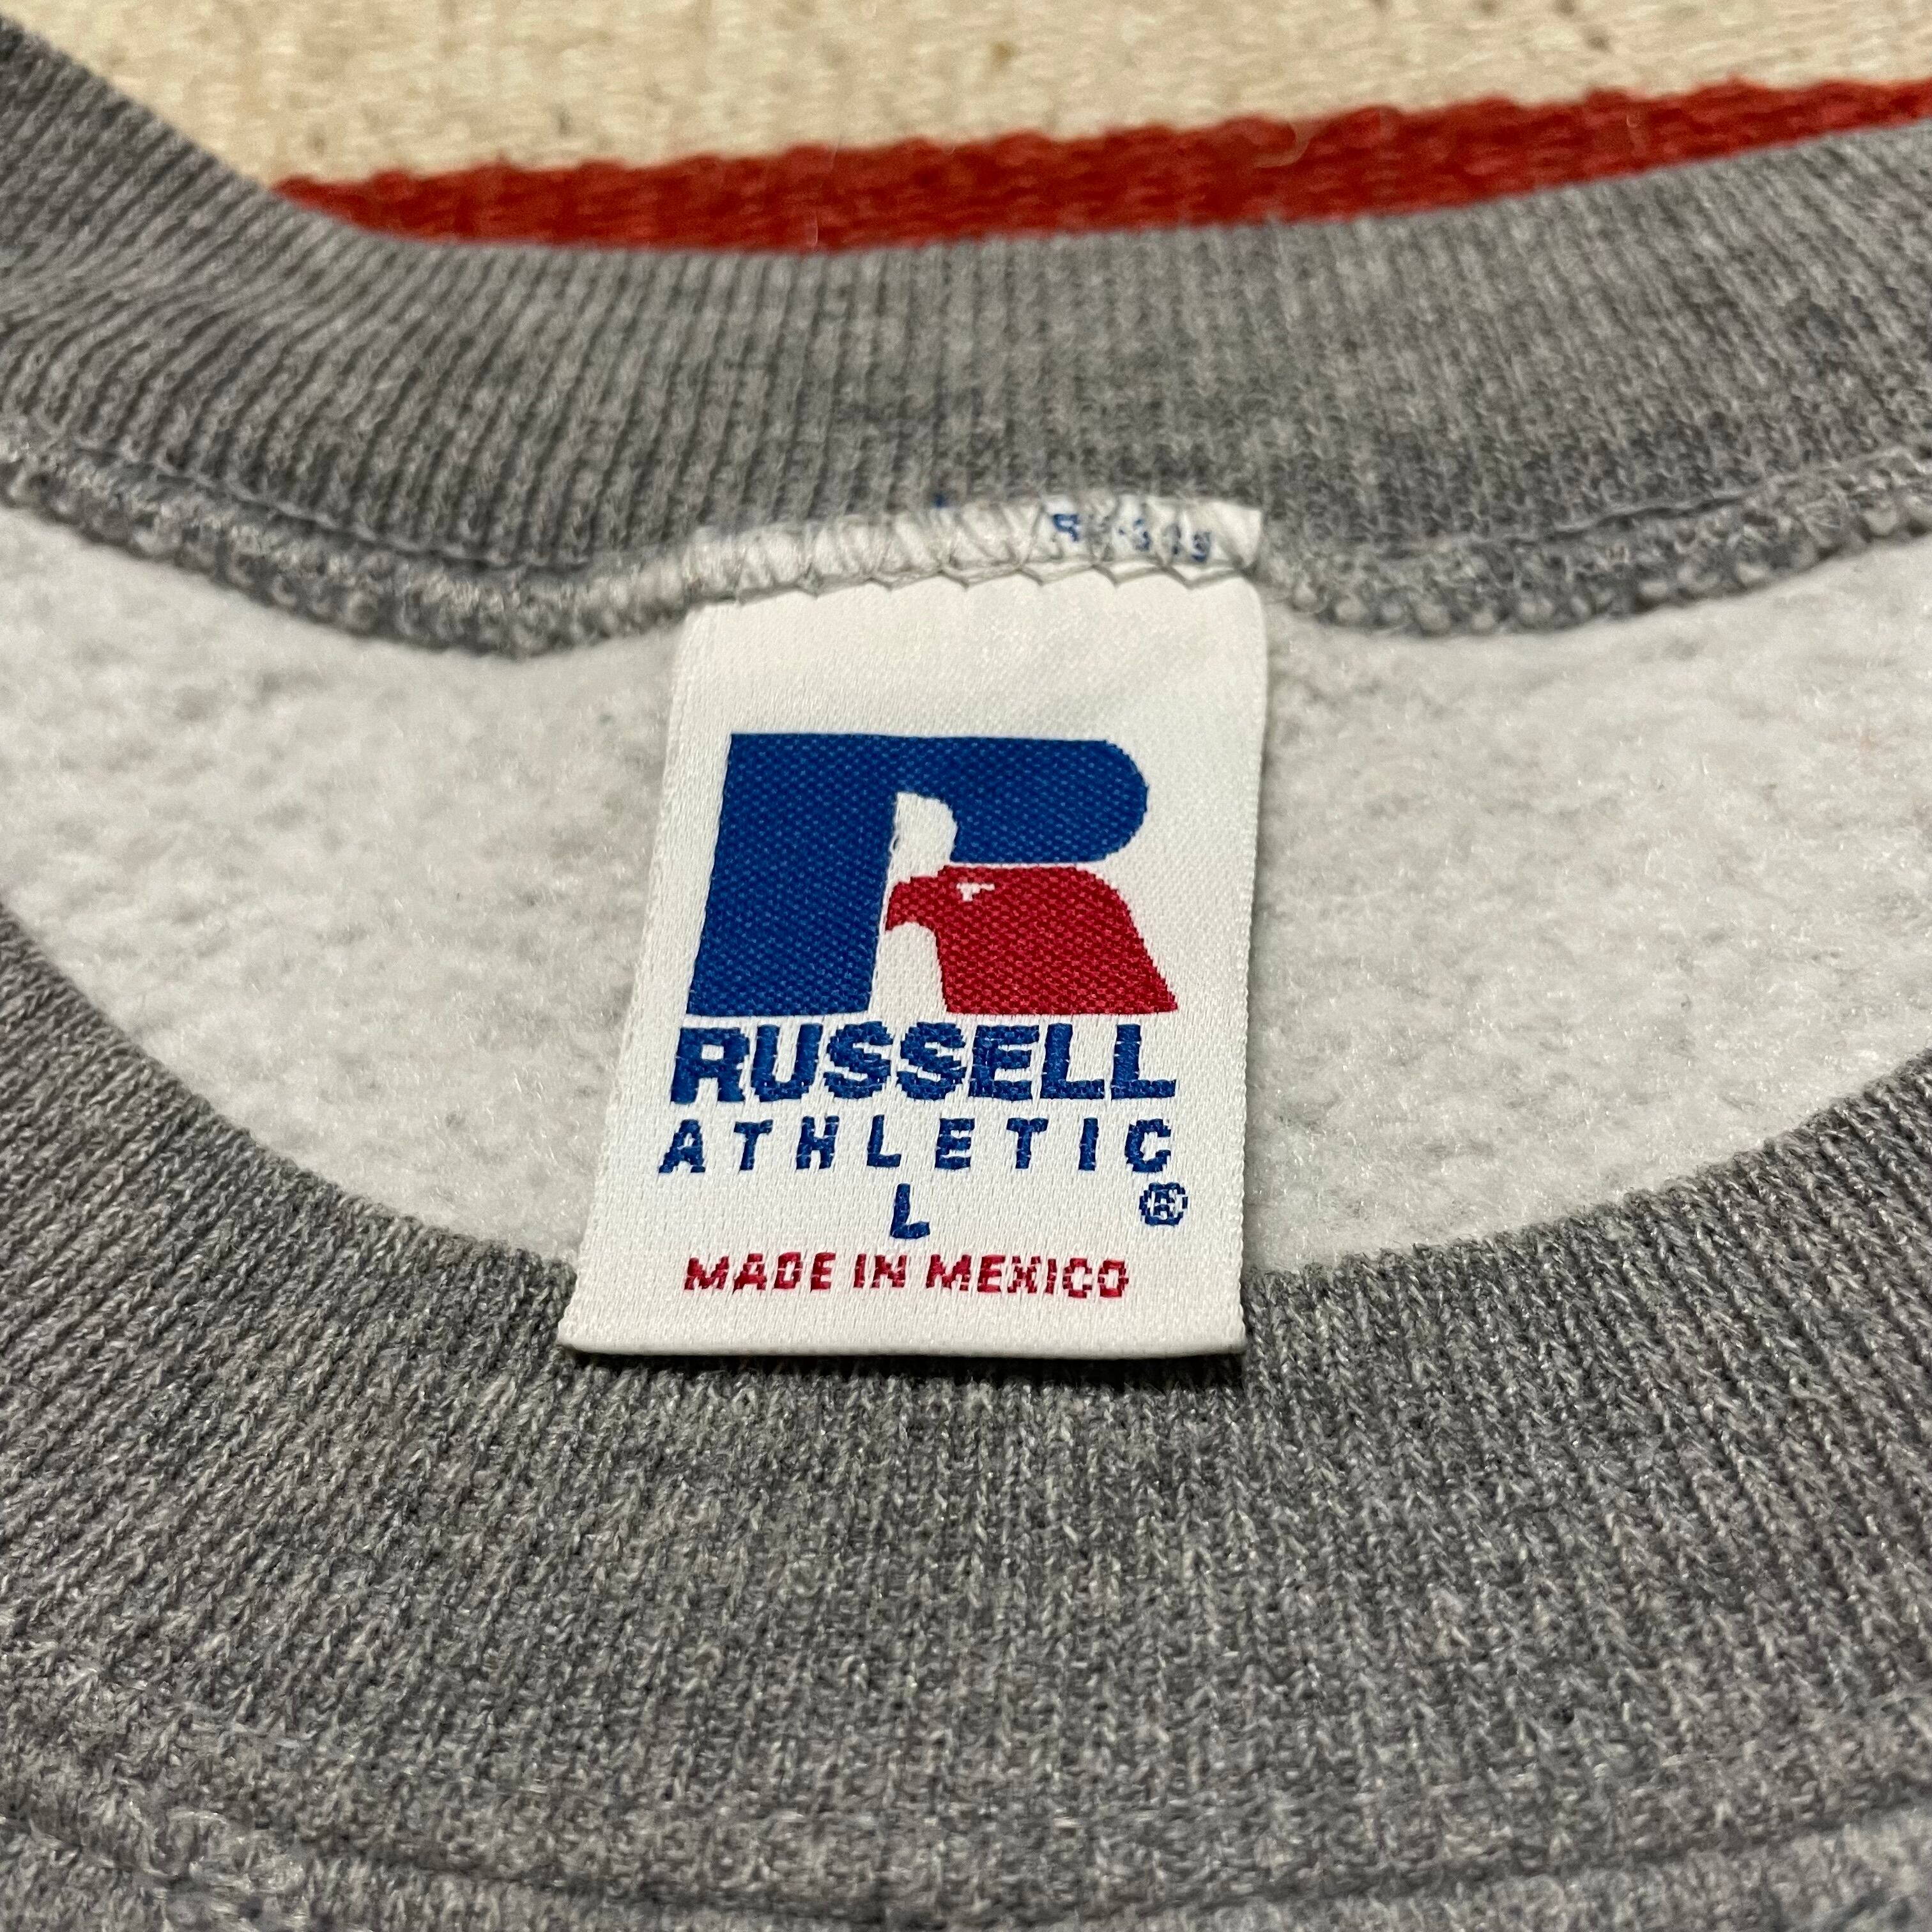 RUSSELL
ATHLETIC
L ®
MADE IN MEXICO